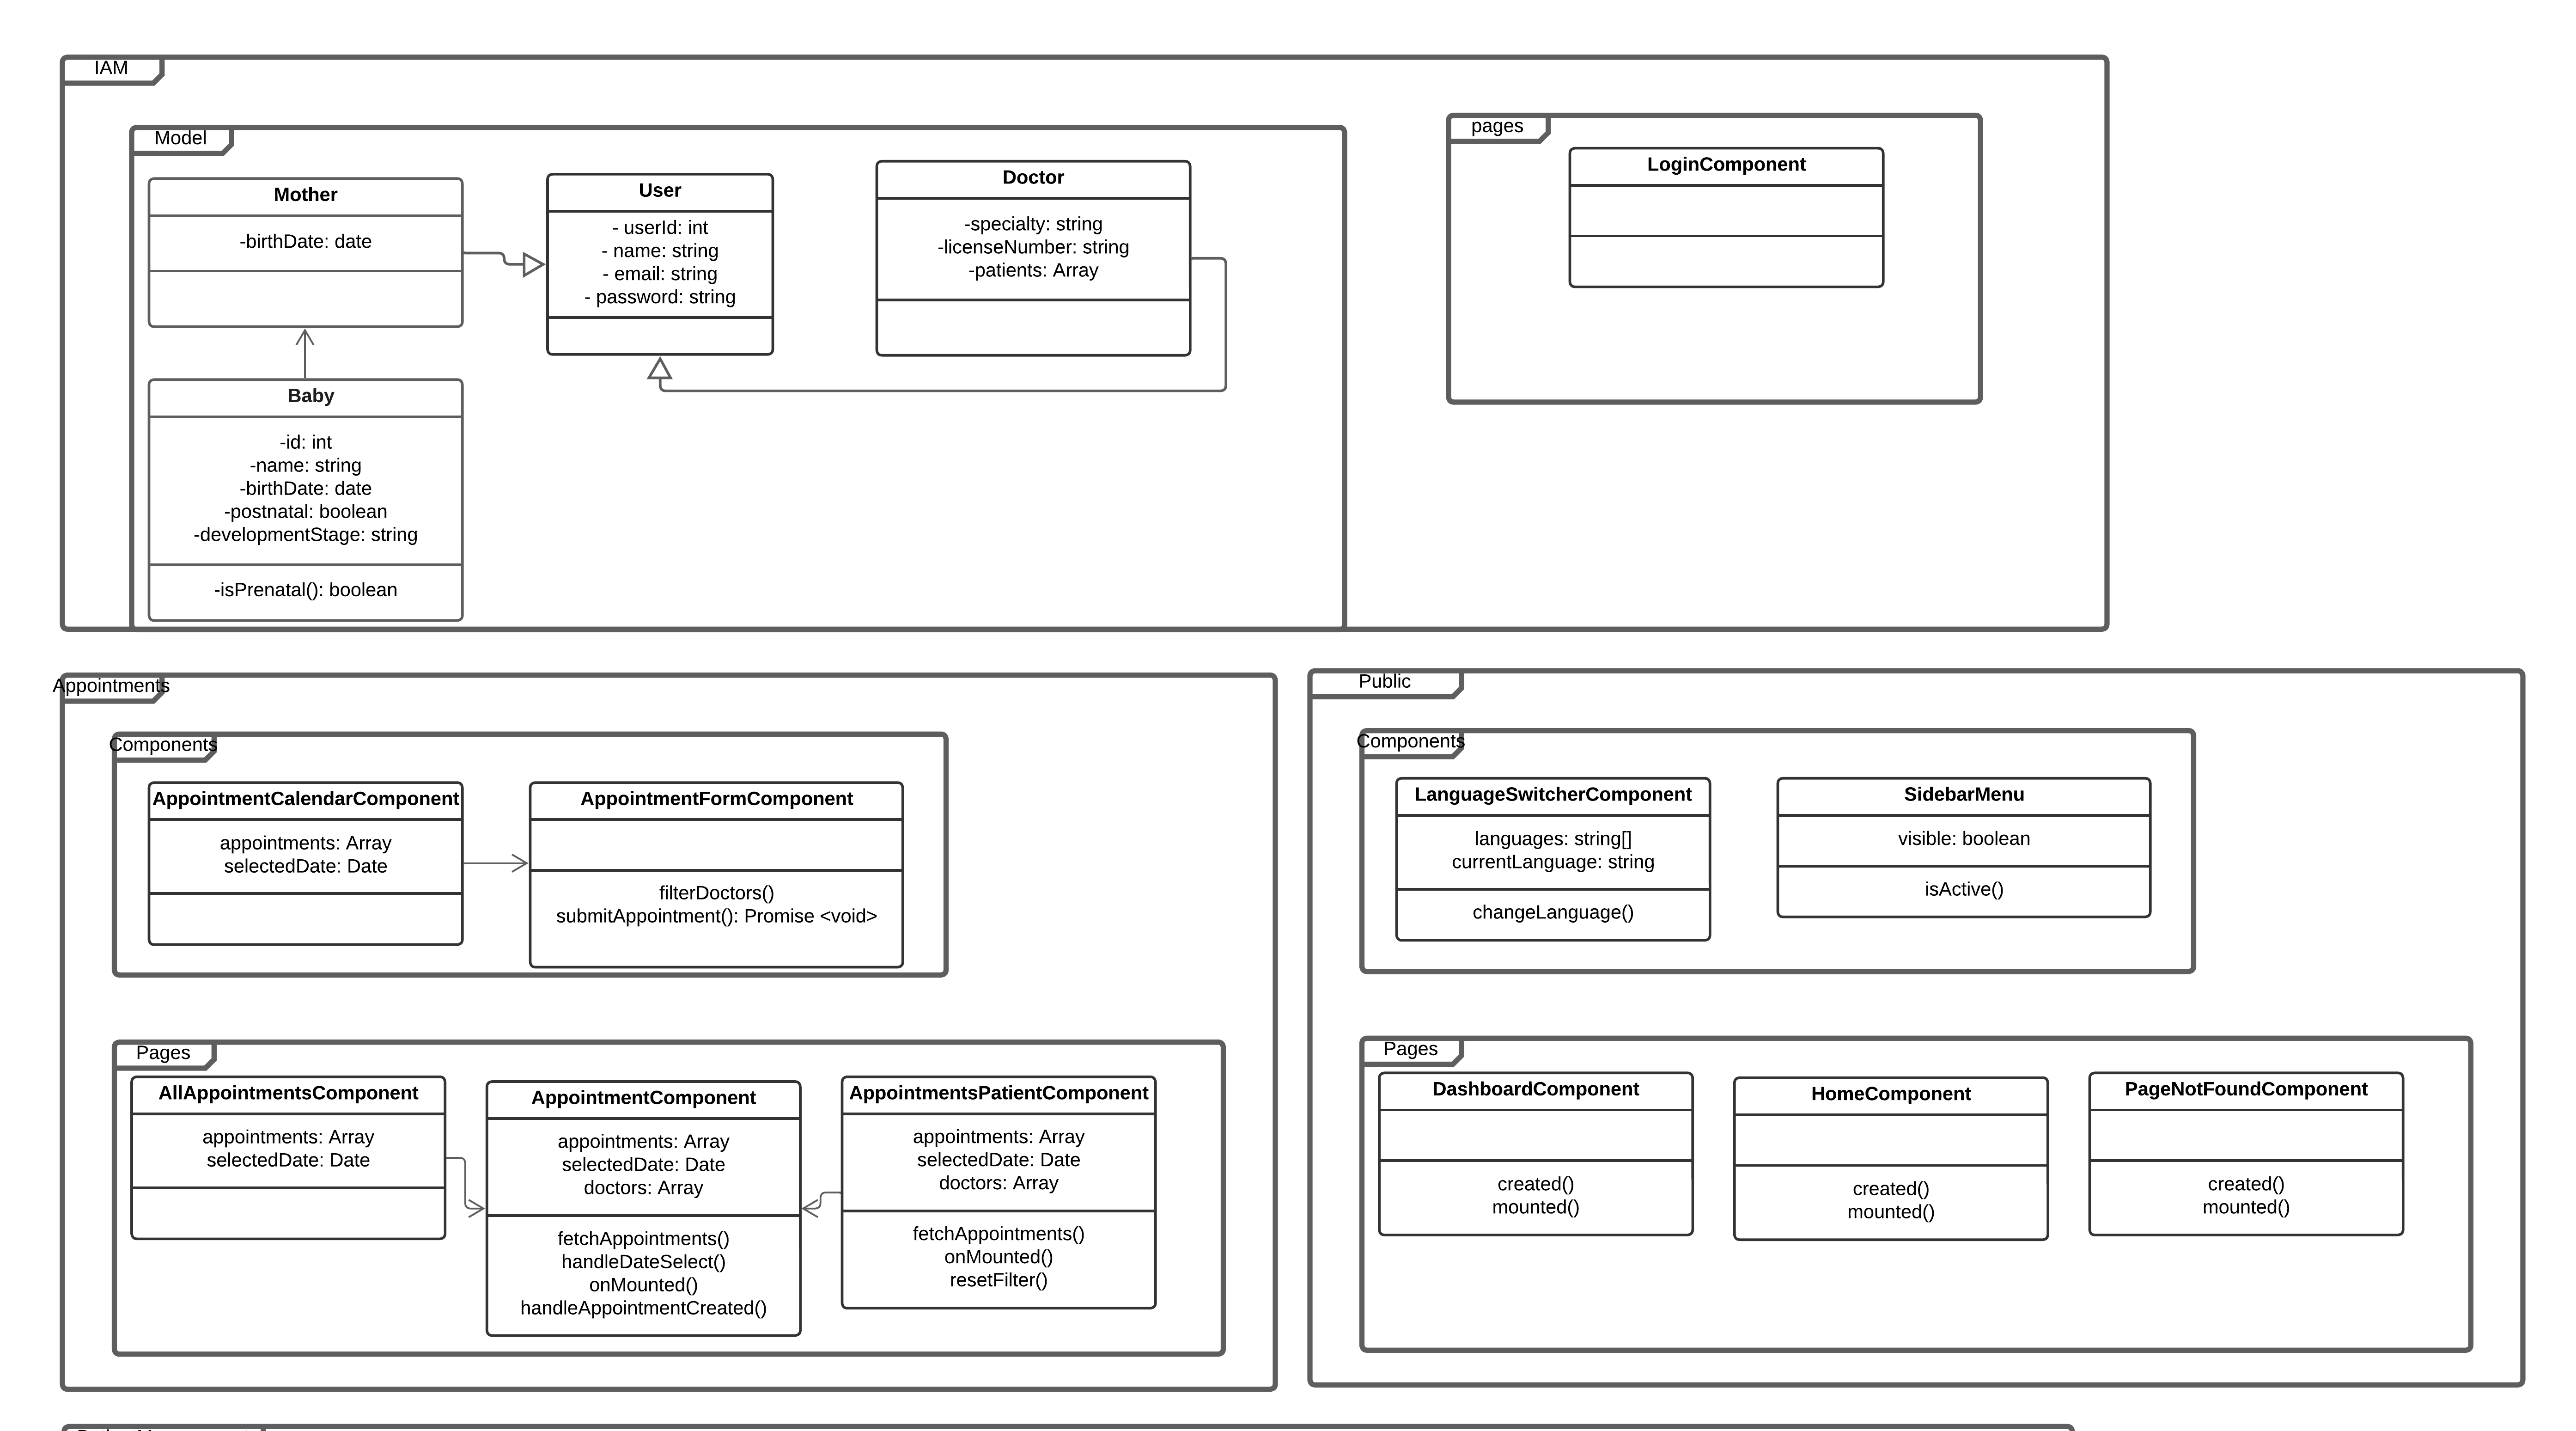 IAM
Model
Mother
-birthDate: date
User
- userId: int
- name: string
- email: string
- password: string
Doctor
-specialty: string
-licenseNumber: string
-patients: Array
Baby
-id: int
-name: string
-birthDate: date
-postnatal: boolean
-developmentStage: string
-isPrenatal(): boolean
pages
LoginComponent
Appointments
Components
AppointmentCalendarComponent
appointments: Array
selectedDate: Date
AppointmentFormComponent
filterDoctors()
submitAppointment(): Promise <void>
Pages
AllAppointmentsComponent
appointments: Array
selectedDate: Date
AppointmentComponent
appointments: Array
selectedDate: Date
doctors: Array
fetchAppointments()
handleDateSelect()
onMounted()
handleAppointmentCreated()
AppointmentsPatientComponent
appointments: Array
selectedDate: Date
doctors: Array
fetchAppointments()
onMounted()
resetFilter()
Public
Components
LanguageSwitcherComponent
languages: string[]
currentLanguage: string
changeLanguage()
SidebarMenu
visible: boolean
isActive()
Pages
DashboardComponent
created()
mounted()
HomeComponent
created()
mounted()
PageNotFoundComponent
created()
mounted()